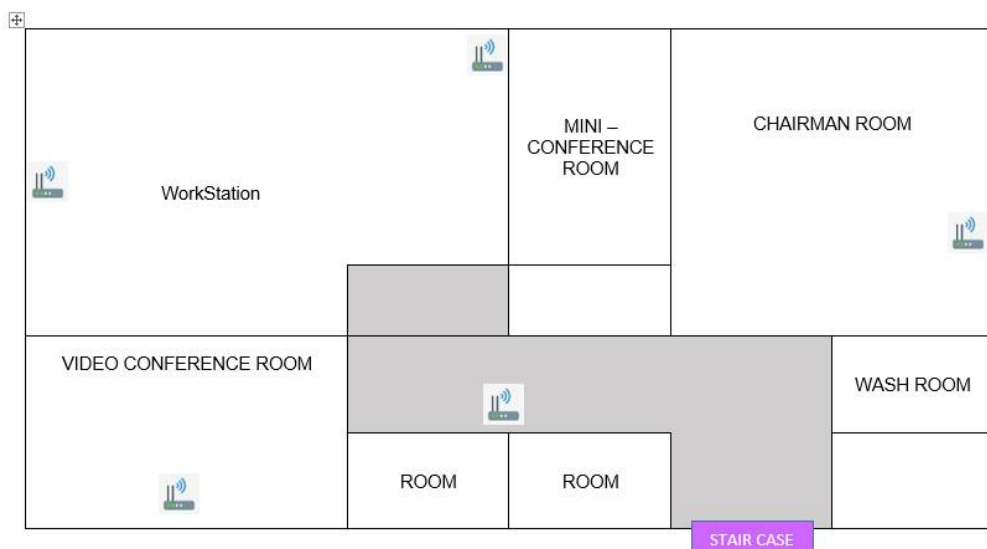 MINI –
CONFERENCE
ROOM
CHAIRMAN ROOM
WorkStation
VIDEO CONFERENCE ROOM
WASH ROOM
ROOM
ROOM
STAIR CASE